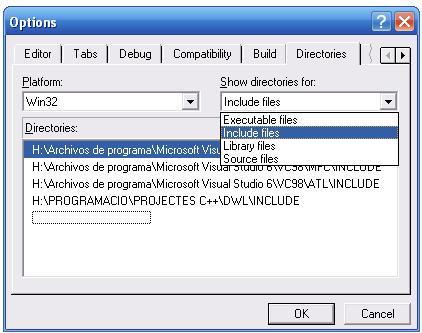 Options
Editor Tabs Debug Compatibility Build Directories
Platform: Show directories for:
Win32 Include files
Executable files
Include files
Library files
Source files
Directories:
H:\Archivos de programa\Microsoft Visu
H:\Archivos de programa\Microsoft Visual Studio 6\VC98\MFC\INCLUDE
H:\Archivos de programa\Microsoft Visual Studio 6\VC98\ATL\INCLUDE
H:\PROGRAMACIO\PROJECTES C++\DWL\INCLUDE
OK Cancel